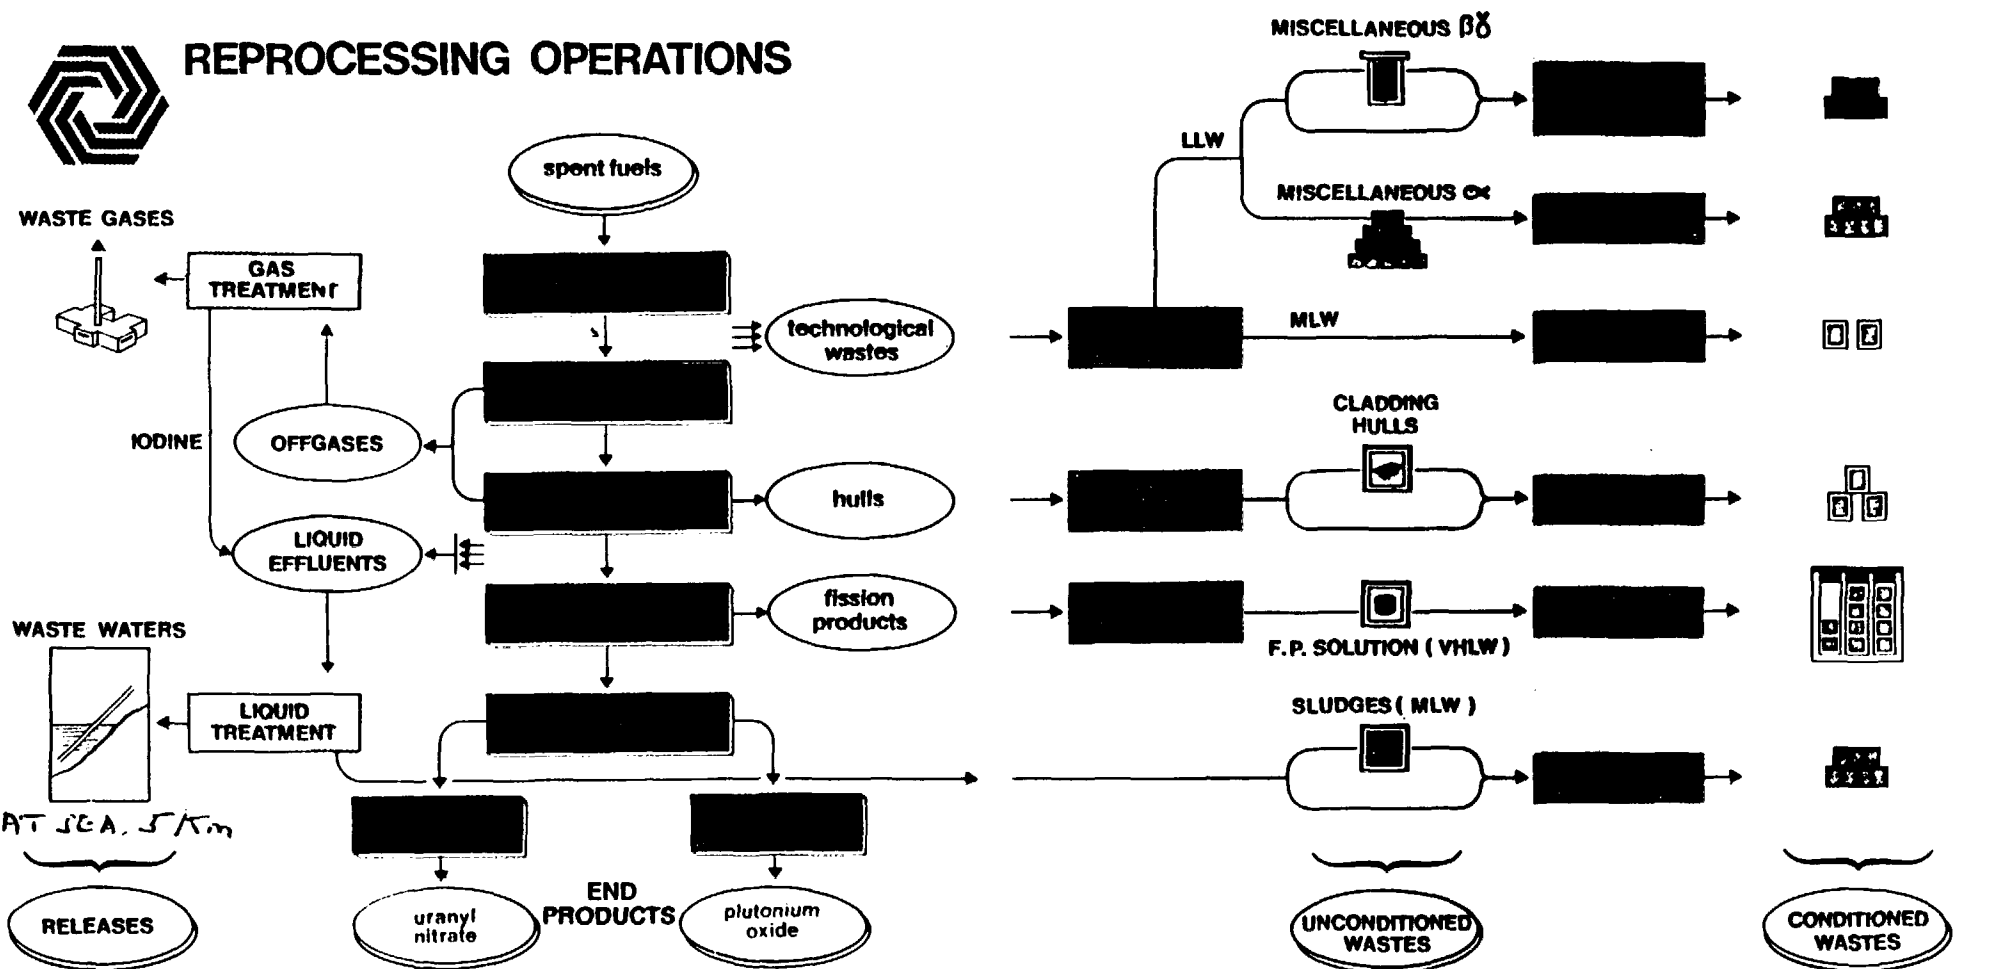 REPROCESSING OPERATIONS
spent fuels
WASTE GASES
GAS
TREATMENT
technological
wastes
IODINE
OFFGASES
hulls
LIQUID
EFFLUENTS
fission
products
WASTE WATERS
LIQUID
TREATMENT
AT SEA. 5 Km
RELEASES
uranyl
nitrate
END
PRODUCTS
plutonium
oxide
MISCELLANEOUS βγ
LLW
MISCELLANEOUS α
MLW
CLADDING
HULLS
F.P. SOLUTION (VHLW)
SLUDGES (MLW)
UNCONDITIONED
WASTES
CONDITIONED
WASTES